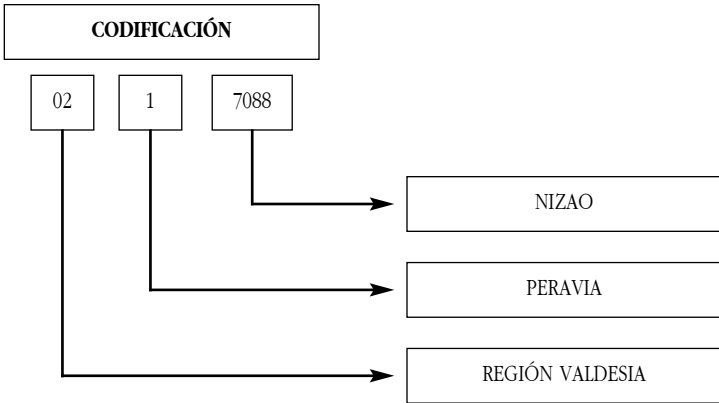 CODIFICACIÓN
02 1 7088
NIZAO
PERAVIA
REGIÓN VALDESIA